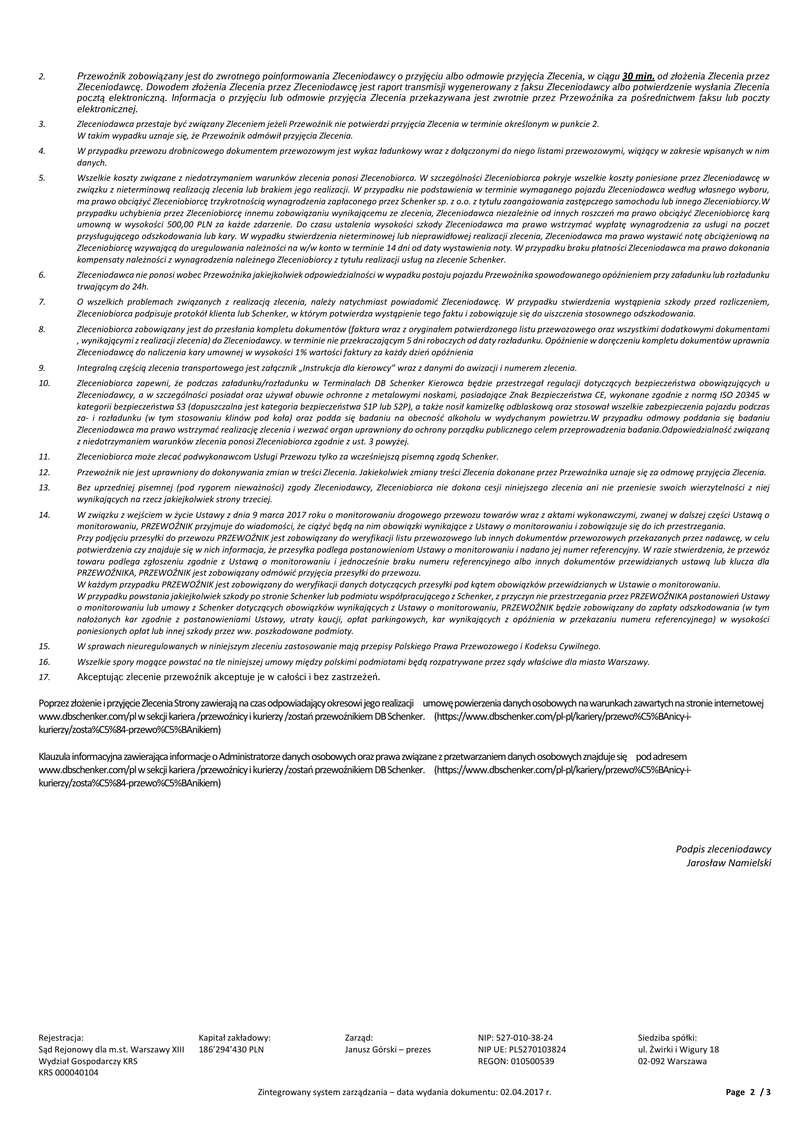 2. Przewoźnik zobowiązany jest do zwrotnego poinformowania Zleceniodawcy o przyjęciu albo odmowie przyjęcia Zlecenia, w ciągu 30 min. od złożenia Zlecenia przez
Zleceniodawcę. Dowodem złożenia Zlecenia przez Zleceniodawcę jest raport transmisji wygenerowany z faksu Zleceniodawcy albo potwierdzenie wysłania Zlecenia
pocztą elektroniczną. Informacja o przyjęciu lub odmowie przyjęcia Zlecenia przekazywana jest zwrotnie przez Przewoźnika za pośrednictwem faksu lub poczty
elektronicznej.
3. Zleceniodawca przestaje być związany Zleceniem jeżeli Przewoźnik nie potwierdzi przyjęcia Zlecenia w terminie określonym w punkcie 2.
W takim wypadku uznaje się, że Przewoźnik odmówił przyjęcia Zlecenia.
4. W przypadku przewozu drobnicowego dokumentem przewozowym jest wykaz ładunkowy wraz z dołączonymi do niego listami przewozowymi, wiążący w zakresie wpisanych w nim
danych.
5. Wszelkie koszty związane z niedotrzymaniem warunków zlecenia ponosi Zlecenobiorca. W szczególności Zleceniobiorca pokryje wszelkie koszty poniesione przez Zleceniodawcę w
związku z nieterminową realizacją zlecenia lub brakiem jego realizacji. W przypadku nie podstawienia w terminie wymaganego pojazdu Zleceniodawca według własnego wyboru,
ma prawo obciążyć Zleceniobiorcę trzykrotnością wynagrodzenia zapłaconego przez Schenker sp. z o.o. z tytułu zaangażowania zastępczego samochodu lub innego Zleceniobiorcy.W
przypadku uchybienia przez Zleceniobiorcę innemu zobowiązaniu wynikającemu ze zlecenia, Zleceniodawca niezależnie od innych roszczeń ma prawo obciążyć Zleceniobiorcę karą
umowną w wysokości 500,00 PLN za każde zdarzenie. Do czasu ustalenia wysokości szkody Zleceniodawca ma prawo wstrzymać wypłatę wynagrodzenia za usługi na poczet
przysługującego odszkodowania lub kary. W wypadku stwierdzenia nieterminowej lub nieprawidłowej realizacji zlecenia, Zleceniodawca ma prawo wystawić notę obciążeniową na
Zleceniobiorcę wzywającą do uregulowania należności na w/w konto w terminie 14 dni od daty wystawienia noty. W przypadku braku płatności Zleceniodawca ma prawo dokonania
kompensaty należności z wynagrodzenia należnego Zleceniobiorcy z tytułu realizacji usług na zlecenie Schenker.
6. Zleceniodawca nie ponosi wobec Przewoźnika jakiejkolwiek odpowiedzialności w wypadku postoju pojazdu Przewoźnika spowodowanego opóźnieniem przy załadunku lub rozładunku
trwającym do 24h.
7. O wszelkich problemach związanych z realizacją zlecenia, należy natychmiast powiadomić Zleceniodawcę. W przypadku stwierdzenia wystąpienia szkody przed rozliczeniem,
Zleceniobiorca podpisuje protokół klienta lub Schenker, w którym potwierdza wystąpienie tego faktu i zobowiązuje się do uiszczenia stosownego odszkodowania.
8. Zleceniobiorca zobowiązany jest do przesłania kompletu dokumentów (faktura wraz z oryginałem potwierdzonego listu przewozowego oraz wszystkimi dodatkowymi dokumentami
, wynikającymi z realizacji zlecenia) do Zleceniodawcy. w terminie nie przekraczającym 5 dni roboczych od daty rozładunku. Opóźnienie w doręczeniu kompletu dokumentów uprawnia
Zleceniodawcę do naliczenia kary umownej w wysokości 1% wartości faktury za każdy dzień opóźnienia
9. Integralną częścią zlecenia transportowego jest załącznik „Instrukcja dla kierowcy” wraz z danymi do awizacji i numerem zlecenia.
10. Zleceniobiorca zapewni, że podczas załadunku/rozładunku w Terminalach DB Schenker Kierowca będzie przestrzegał regulacji dotyczących bezpieczeństwa obowiązujących u
Zleceniodawcy, a w szczególności posiadał oraz używał obuwie ochronne z metalowymi noskami, posiadające Znak Bezpieczeństwa CE, wykonane zgodnie z normą ISO 20345 w
kategorii bezpieczeństwa S3 (dopuszczalna jest kategoria bezpieczeństwa S1P lub S2P), a także nosił kamizelkę odblaskową oraz stosował wszelkie zabezpieczenia pojazdu podczas
za- i rozładunku (w tym stosowaniu klinów pod koła) oraz podda się badaniu na obecność alkoholu w wydychanym powietrzu.W przypadku odmowy poddania się badaniu
Zleceniodawca ma prawo wstrzymać realizację zlecenia i wezwać organ uprawniony do ochrony porządku publicznego celem przeprowadzenia badania.Odpowiedzialność związaną
z niedotrzymaniem warunków zlecenia ponosi Zleceniobiorca zgodnie z ust. 3 powyżej.
11. Zleceniobiorca może zlecać podwykonawcom Usługi Przewozu tylko za wcześniejszą pisemną zgodą Schenker.
12. Przewoźnik nie jest uprawniony do dokonywania zmian w treści Zlecenia. Jakiekolwiek zmiany treści Zlecenia dokonane przez Przewoźnika uznaje się za odmowę przyjęcia Zlecenia.
13. Bez uprzedniej pisemnej (pod rygorem nieważności) zgody Zleceniodawcy, Zleceniobiorca nie dokona cesji niniejszego zlecenia ani nie przeniesie swoich wierzytelności z niej
wynikających na rzecz jakiejkolwiek strony trzeciej.
14. W związku z wejściem w życie Ustawy z dnia 9 marca 2017 roku o monitorowaniu drogowego przewozu towarów wraz z aktami wykonawczymi, zwanej w dalszej części Ustawą o
monitorowaniu, PRZEWOŹNIK przyjmuje do wiadomości, że ciążyć będą na nim obowiązki wynikające z Ustawy o monitorowaniu i zobowiązuje się do ich przestrzegania.
Przy podjęciu przesyłki do przewozu PRZEWOŹNIK jest zobowiązany do weryfikacji listu przewozowego lub innych dokumentów przewozowych przekazanych przez nadawcę, w celu
potwierdzenia czy znajduje się w nich informacja, że przesyłka podlega postanowieniom Ustawy o monitorowaniu i nadano jej numer referencyjny. W razie stwierdzenia, że przewóz
towaru podlega zgłoszeniu zgodnie z Ustawą o monitorowaniu i jednocześnie braku numeru referencyjnego albo innych dokumentów przewidzianych ustawą lub klucza dla
PRZEWOŹNIKA, PRZEWOŹNIK jest zobowiązany odmówić przyjęcia przesyłki do przewozu.
W każdym przypadku PRZEWOŹNIK jest zobowiązany do weryfikacji danych dotyczących przesyłki pod kątem obowiązków przewidzianych w Ustawie o monitorowaniu.
W przypadku powstania jakiejkolwiek szkody po stronie Schenker lub podmiotu współpracującego z Schenker, z przyczyn nie przestrzegania przez PRZEWOŹNIKA postanowień Ustawy
o monitorowaniu lub umowy z Schenker dotyczących obowiązków wynikających z Ustawy o monitorowaniu, PRZEWOŹNIK będzie zobowiązany do zapłaty odszkodowania (w tym
nałożonych kar zgodnie z postanowieniami Ustawy, utraty kaucji, opłat parkingowych, kar wynikających z opóźnienia w przekazaniu numeru referencyjnego) w wysokości
poniesionych opłat lub innej szkody przez ww. poszkodowane podmioty.
15. W sprawach nieuregulowanych w niniejszym zleceniu zastosowanie mają przepisy Polskiego Prawa Przewozowego i Kodeksu Cywilnego.
16. Wszelkie spory mogące powstać na tle niniejszej umowy między polskimi podmiotami będą rozpatrywane przez sądy właściwe dla miasta Warszawy.
17. Akceptując zlecenie przewoźnik akceptuje je w całości i bez zastrzeżeń.
Poprzez złożenie i przyjęcie Zlecenia Strony zawierają na czas odpowiadający okresowi jego realizacji umowę powierzenia danych osobowych na warunkach zawartych na stronie internetowej
www.dbschenker.com/pl w sekcji kariera /przewoźnicy i kurierzy /zostań przewoźnikiem DB Schenker. (https://www.dbschenker.com/pl-pl/kariery/przewo%C5%BAnicy-i-
kurierzy/zosta%C5%84-przewo%C5%BAnikiem)
Klauzula informacyjna zawierająca informacje o Administratorze danych osobowych oraz prawa związane z przetwarzaniem danych osobowych znajduje się pod adresem
www.dbschenker.com/pl w sekcji kariera /przewoźnicy i kurierzy /zostań przewoźnikiem DB Schenker. (https://www.dbschenker.com/pl-pl/kariery/przewo%C5%BAnicy-i-
kurierzy/zosta%C5%84-przewo%C5%BAnikiem)
Podpis zleceniodawcy
Jarosław Namielski
Rejestracja: Kapitał zakładowy: Zarząd: NIP: 527-010-38-24 Siedziba spółki:
Sąd Rejonowy dla m.st. Warszawy XIII 186’294’430 PLN Janusz Górski – prezes NIP UE: PL5270103824 ul. Żwirki i Wigury 18
Wydział Gospodarczy KRS REGON: 010500539 02-092 Warszawa
KRS 000040104
Zintegrowany system zarządzania – data wydania dokumentu: 02.04.2017 r. Page 2 / 3